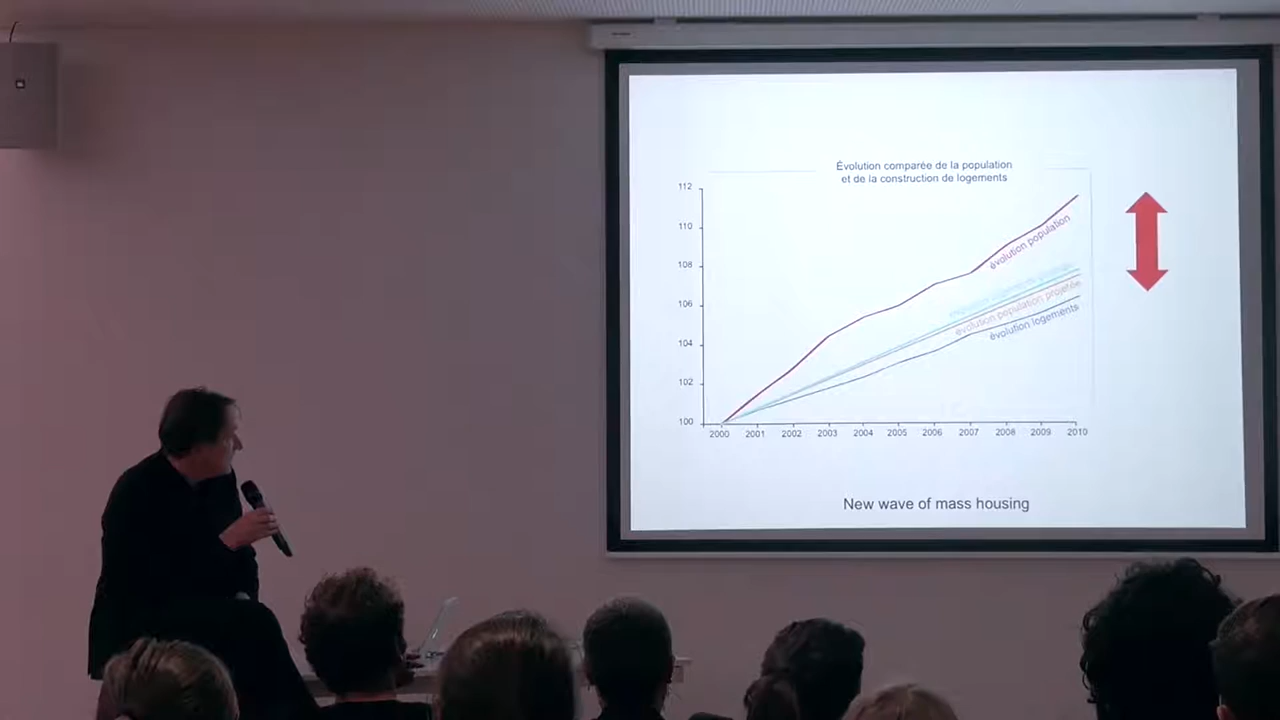 Évolution comparée de la population
et de la construction de logements
112
110
108
106
104
102
100
évolution population
évolution population projetée
évolution logements
2000 2001 2002 2003 2004 2005 2006 2007 2008 2009 2010
New wave of mass housing